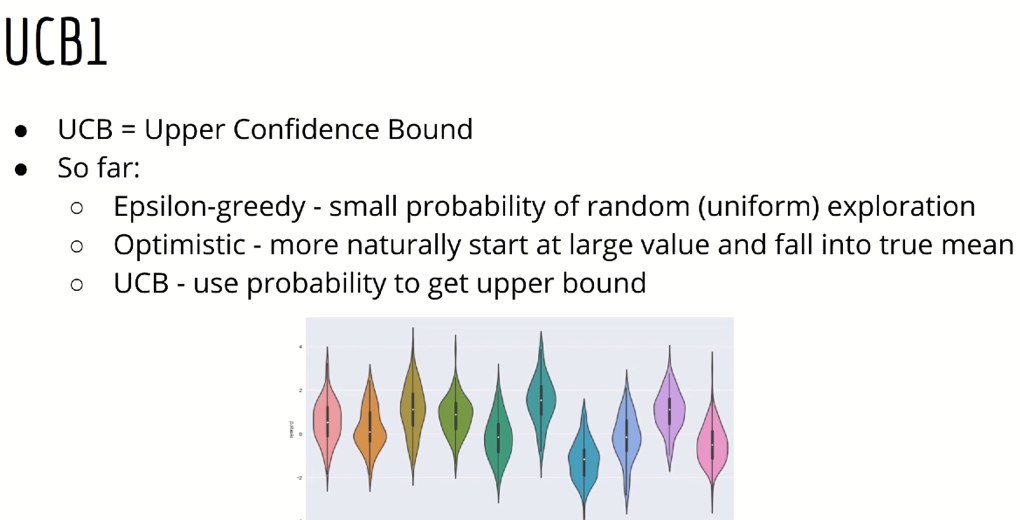 UCB1
● UCB = Upper Confidence Bound
● So far:
○ Epsilon-greedy - small probability of random (uniform) exploration
○ Optimistic - more naturally start at large value and fall into true mean
○ UCB - use probability to get upper bound
4
2
reward
0
-2